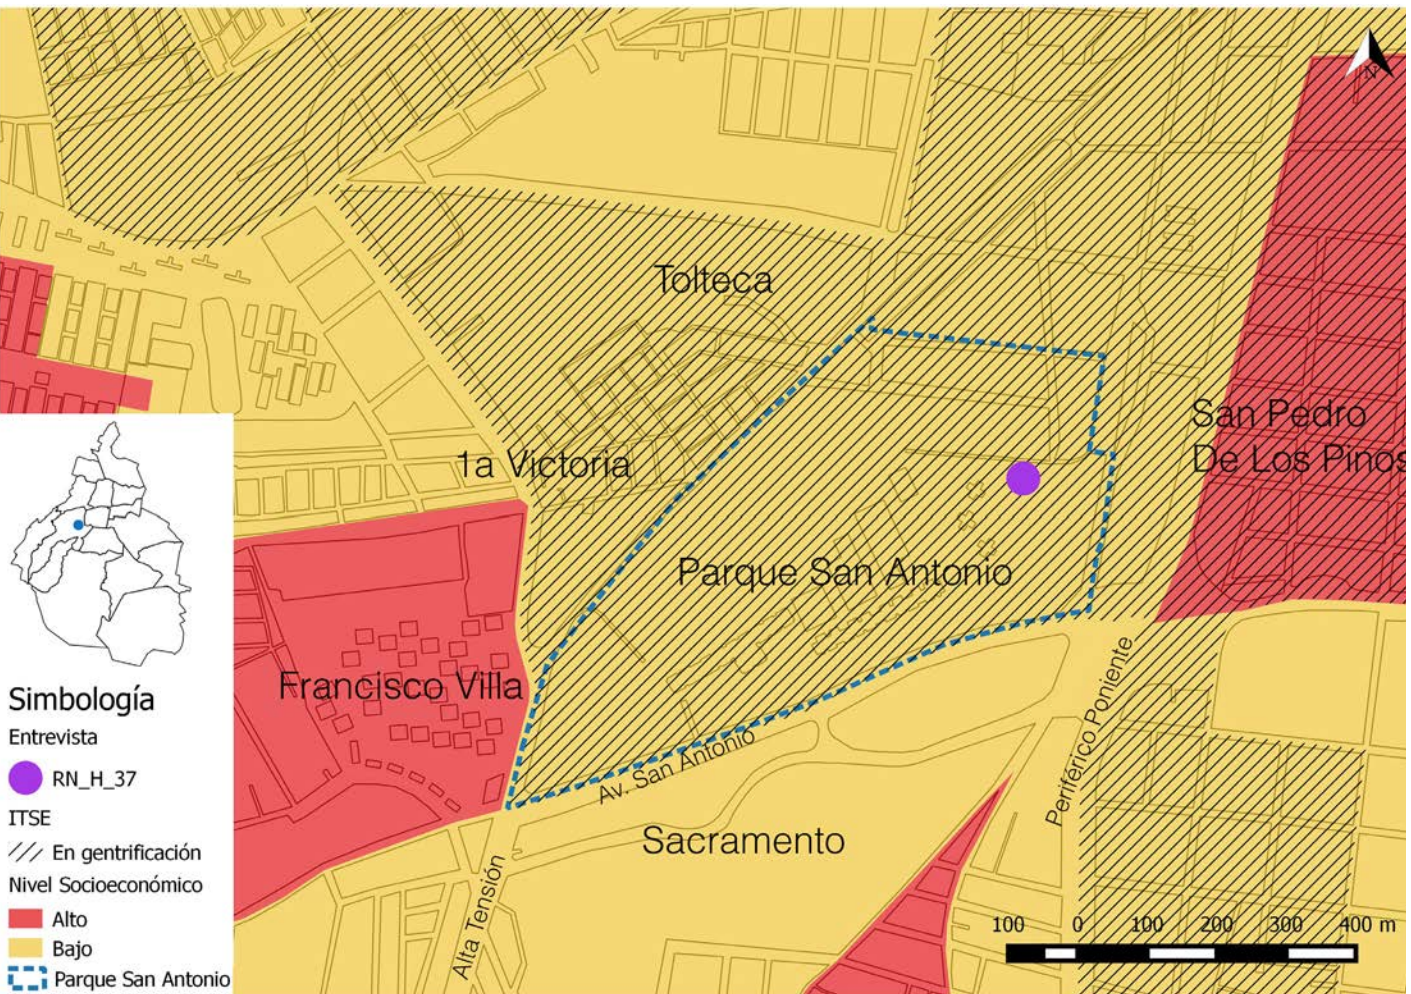 N
Tolteca
San Pedro
De Los Pinos
1a Victoria
Parque San Antonio
Francisco Villa
Av. San Antonio
Periférico Poniente
Sacramento
Alta Tensión
Simbología
Entrevista
RN_H_37
ITSE
En gentrificación
Nivel Socioeconómico
Alto
Bajo
Parque San Antonio
100 0 100 200 300 400 m